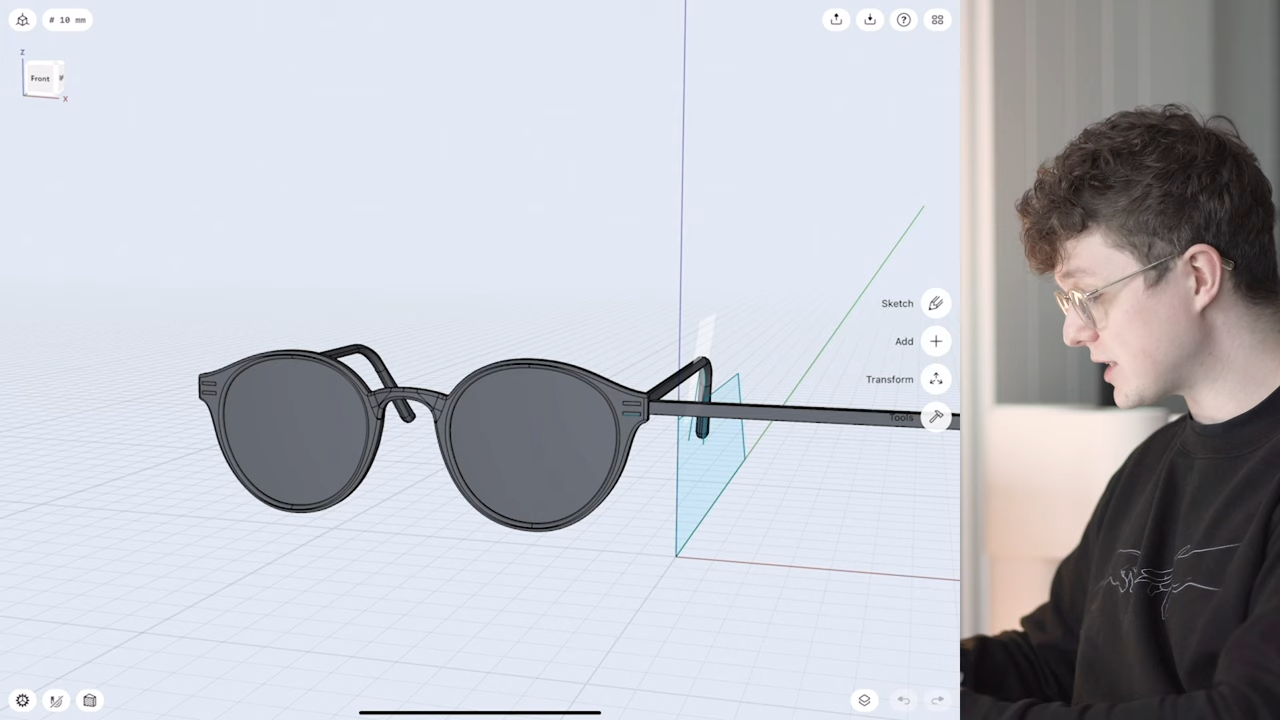 # 10 mm
Z
Front
X
Sketch
Add
Transform
Tools